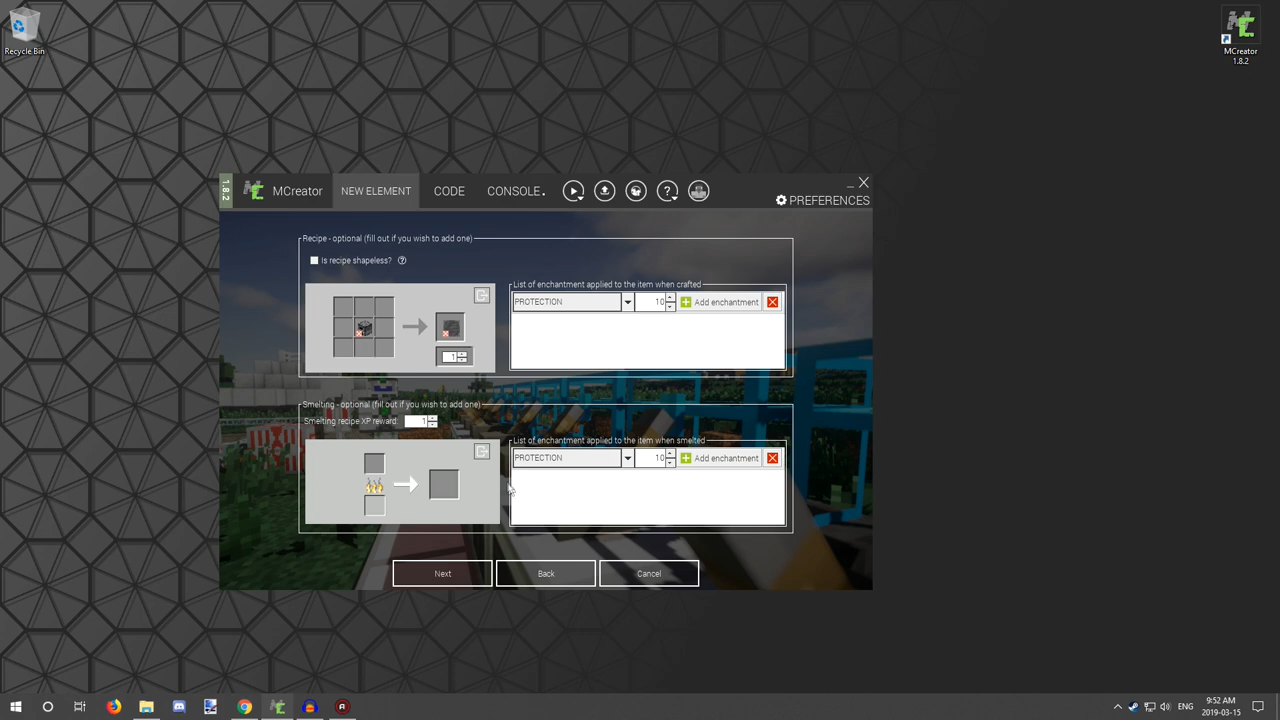 Recycle Bin
MCreator
1.8.2
1.8.2
MCreator
NEW ELEMENT
CODE
CONSOLE.
PREFERENCES
Recipe - optional (fill out if you wish to add one)
Is recipe shapeless?
List of enchantment applied to the item when crafted
PROTECTION
10
Add enchantment
1
Smelting - optional (fill out if you wish to add one)
Smelting recipe XP reward:
1
List of enchantment applied to the item when smelted
PROTECTION
10
Add enchantment
Next
Back
Cancel
ENG
9:52 AM
2019-03-15